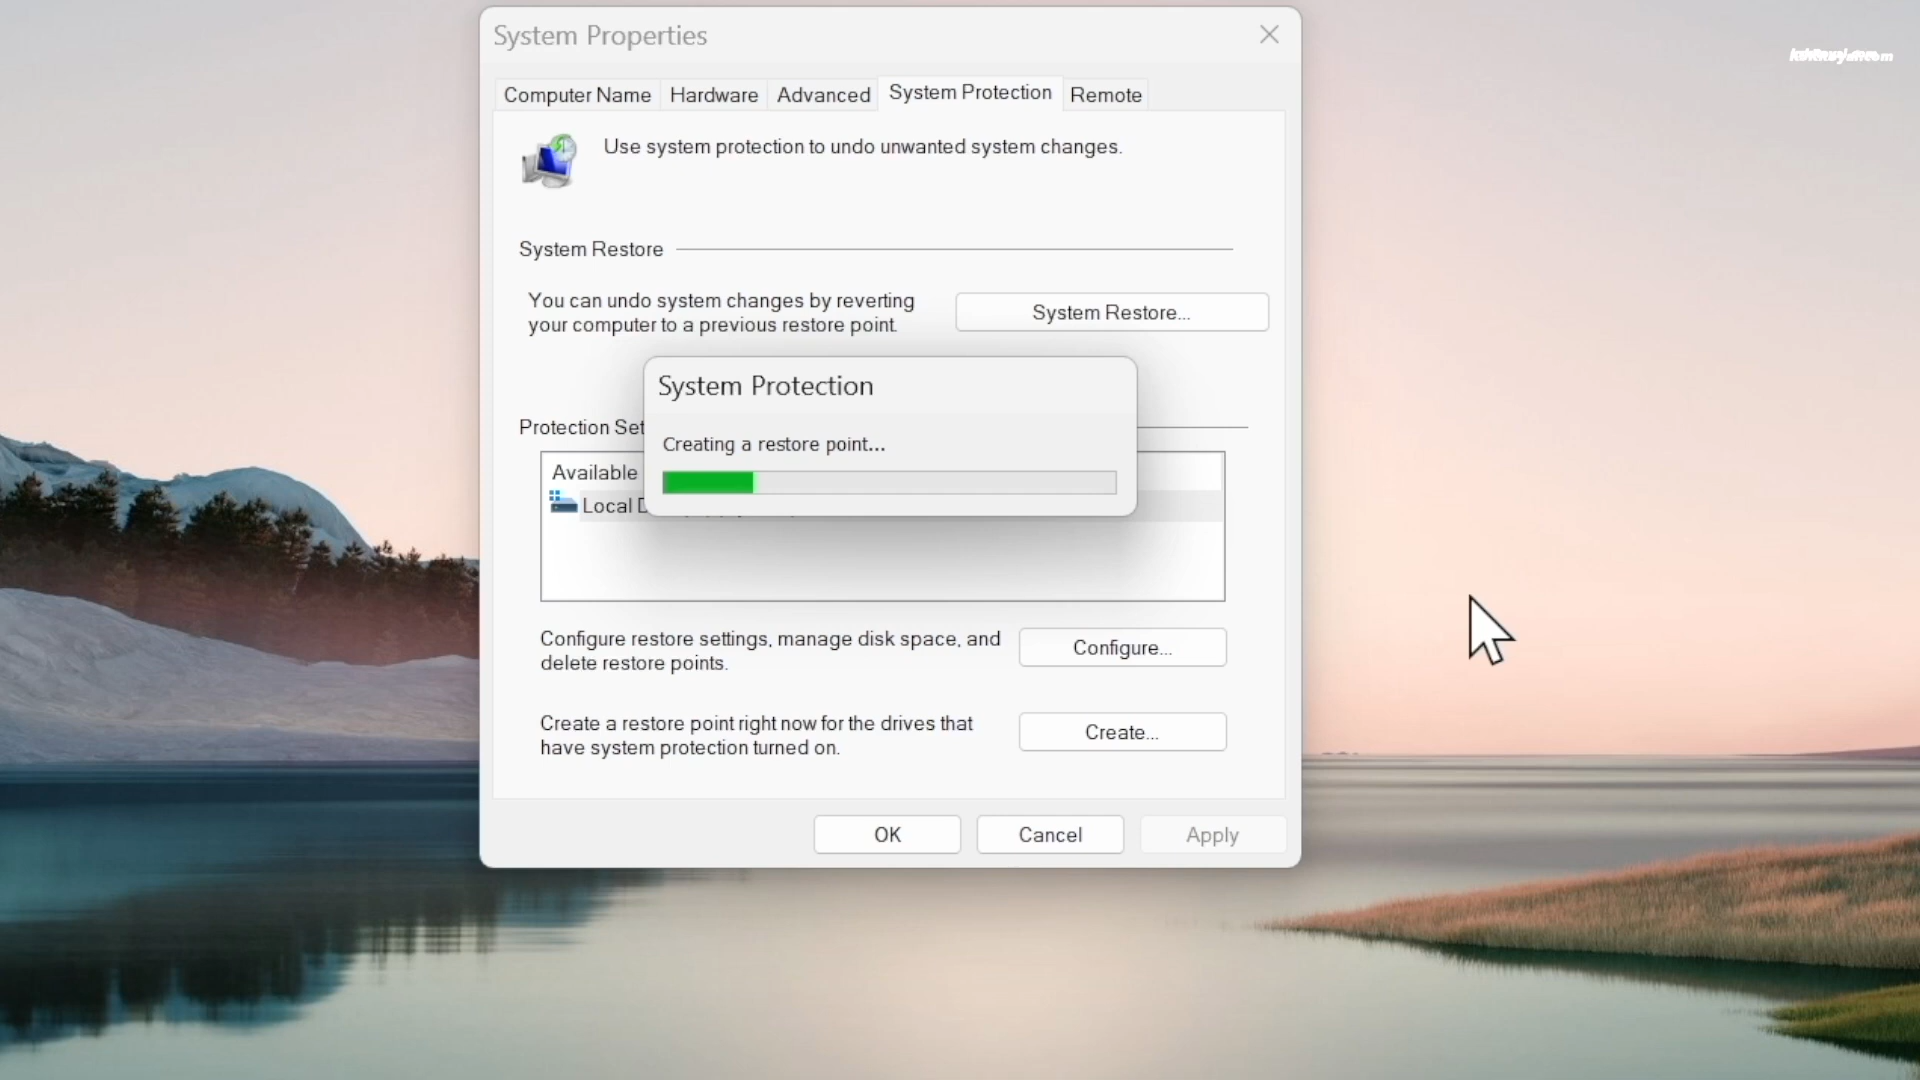 System Properties
Computer Name
Hardware
Advanced
System Protection
Remote
Use system protection to undo unwanted system changes.
System Restore
You can undo system changes by reverting
your computer to a previous restore point.
System Restore...
System Protection
Creating a restore point...
Protection
Available
Local
Configure restore settings, manage disk space, and
delete restore points.
Configure...
Create a restore point right now for the drives that
have system protection turned on.
Create...
OK
Cancel
Apply